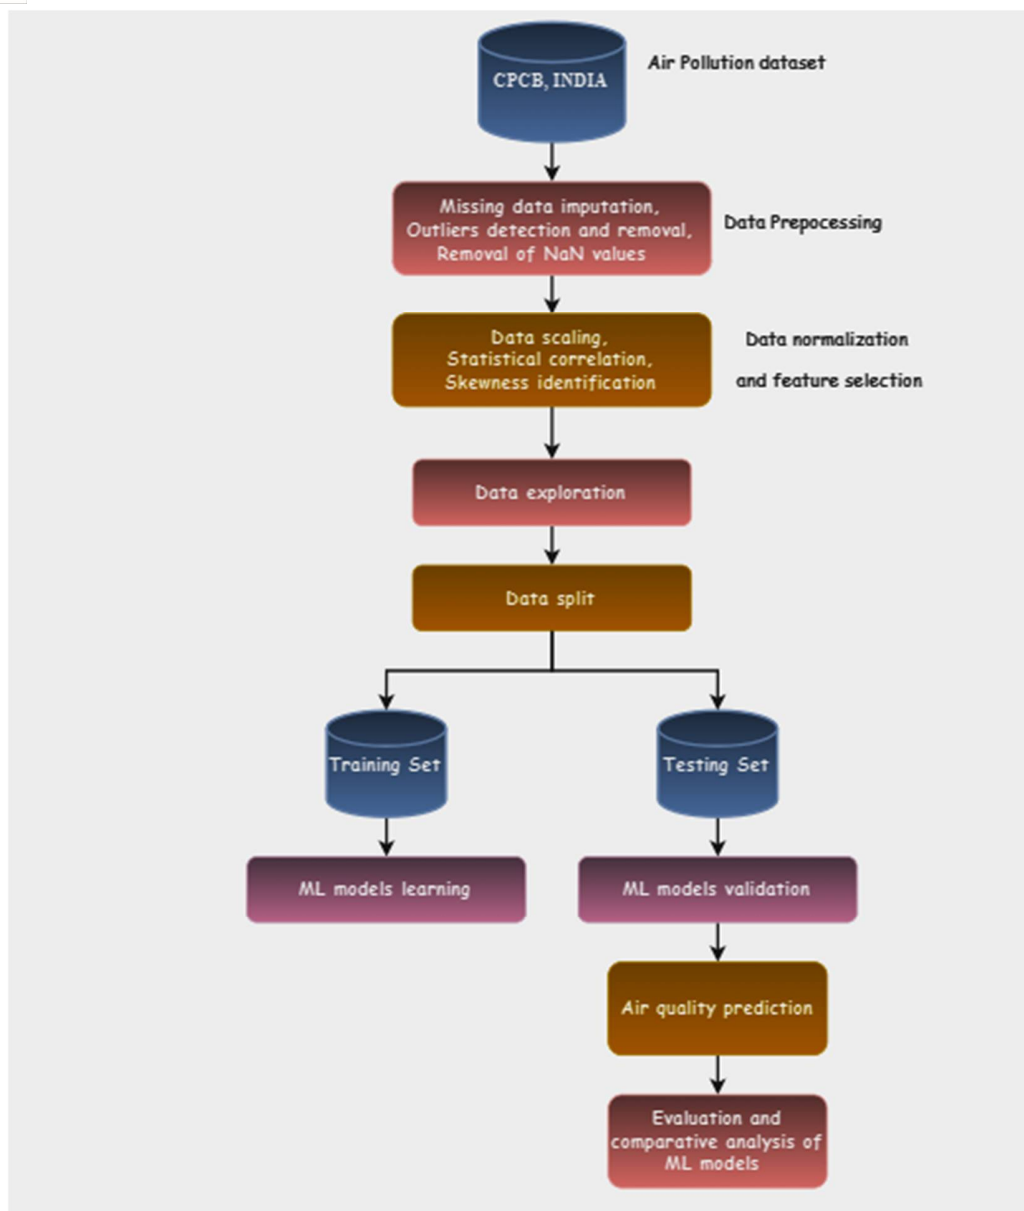 CPCB, INDIA
Air Pollution dataset
Missing data imputation,
Outliers detection and removal,
Removal of NaN values
Data Prepocessing
Data scaling,
Statistical correlation,
Skewness identification
Data normalization
and feature selection
Data exploration
Data split
Training Set
Testing Set
ML models learning
ML models validation
Air quality prediction
Evaluation and
comparative analysis of
ML models